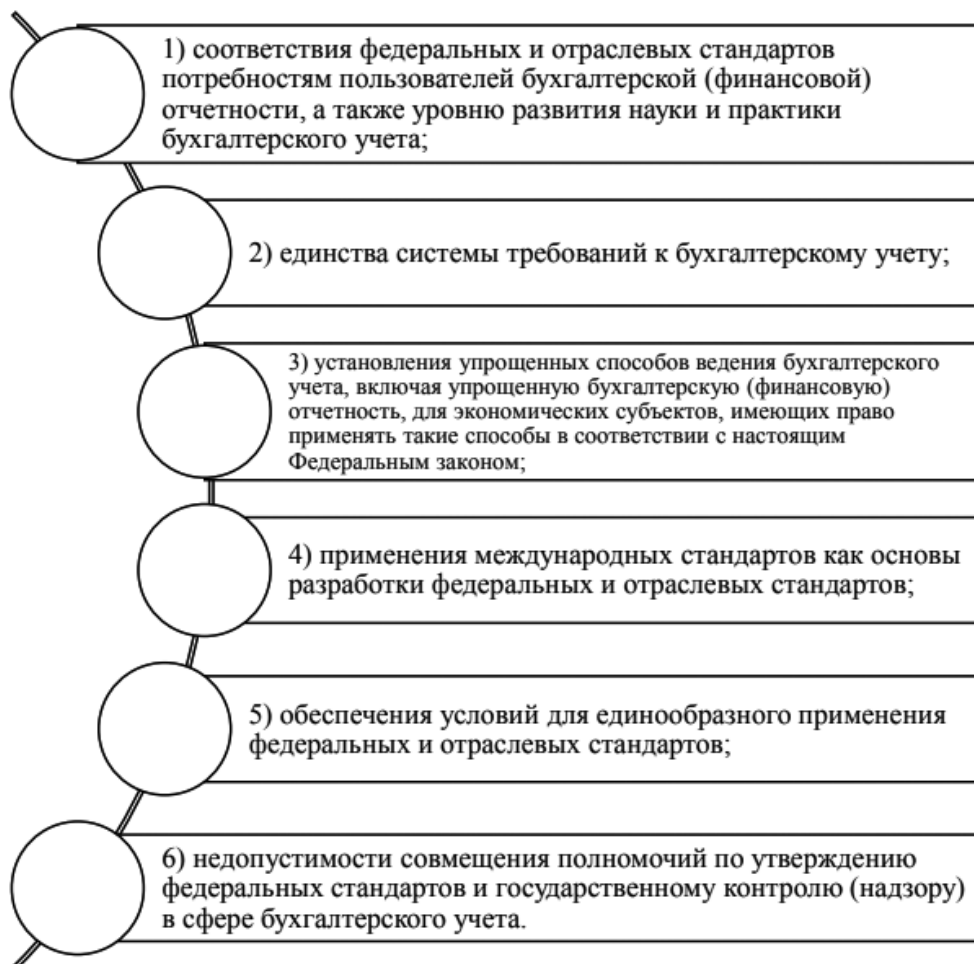 1) соответствия федеральных и отраслевых стандартов
потребностям пользователей бухгалтерской (финансовой)
отчетности, а также уровню развития науки и практики
бухгалтерского учета;
2) единства системы требований к бухгалтерскому учету;
3) установления упрощенных способов ведения бухгалтерского
учета, включая упрощенную бухгалтерскую (финансовую)
отчетность, для экономических субъектов, имеющих право
применять такие способы в соответствии с настоящим
Федеральным законом;
4) применения международных стандартов как основы
разработки федеральных и отраслевых стандартов;
5) обеспечения условий для единообразного применения
федеральных и отраслевых стандартов;
6) недопустимости совмещения полномочий по утверждению
федеральных стандартов и государственному контролю (надзору)
в сфере бухгалтерского учета.